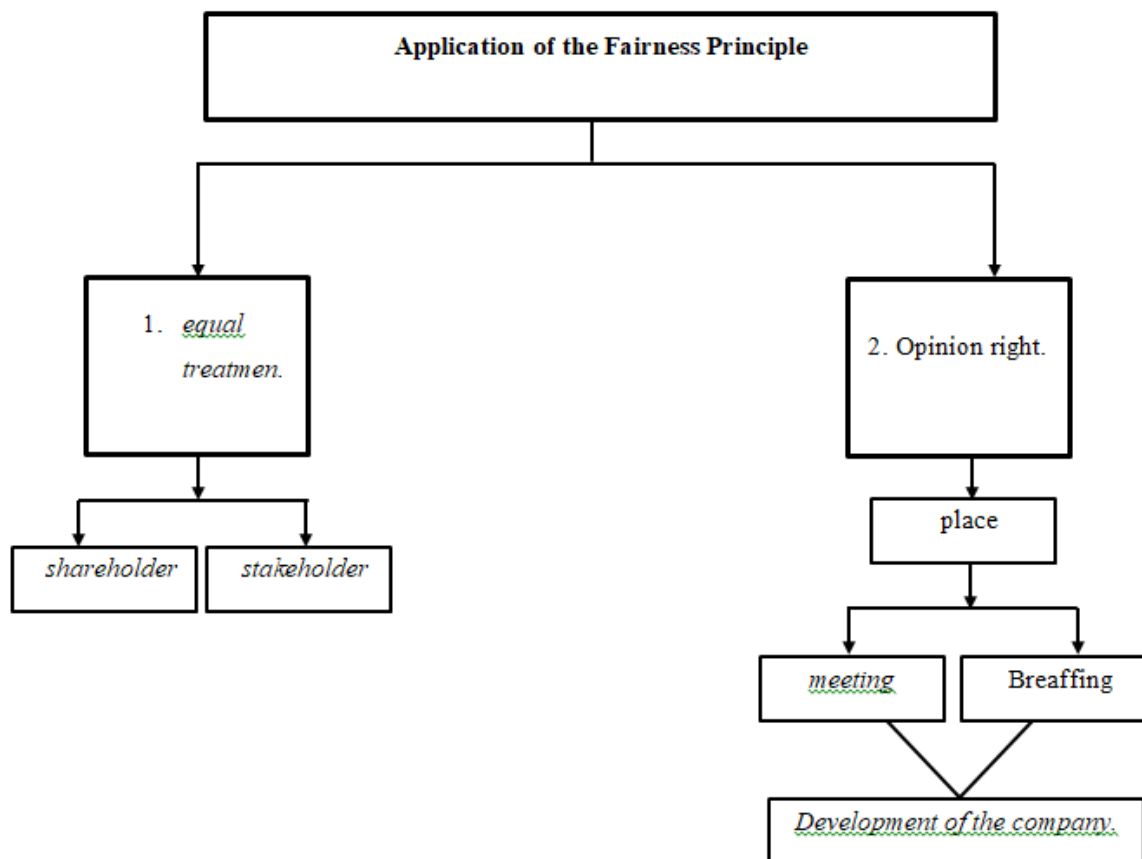 Application of the Fairness Principle
1. equal
treatmen.
2. Opinion right.
shareholder
stakeholder
place
meeting
Breaffing
Development of the company.